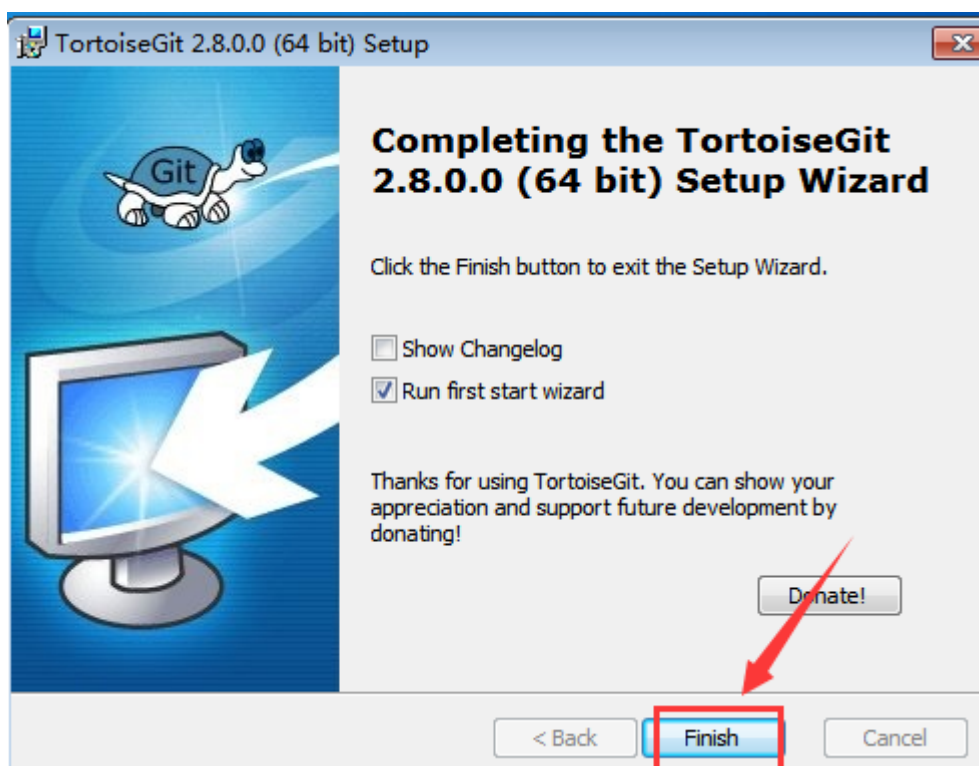 TortoiseGit 2.8.0.0 (64 bit) Setup
Git
Completing the TortoiseGit
2.8.0.0 (64 bit) Setup Wizard
Click the Finish button to exit the Setup Wizard.
Show Changelog
Run first start wizard
Thanks for using TortoiseGit. You can show your
appreciation and support future development by
donating!
Donate!
< Back Finish Cancel